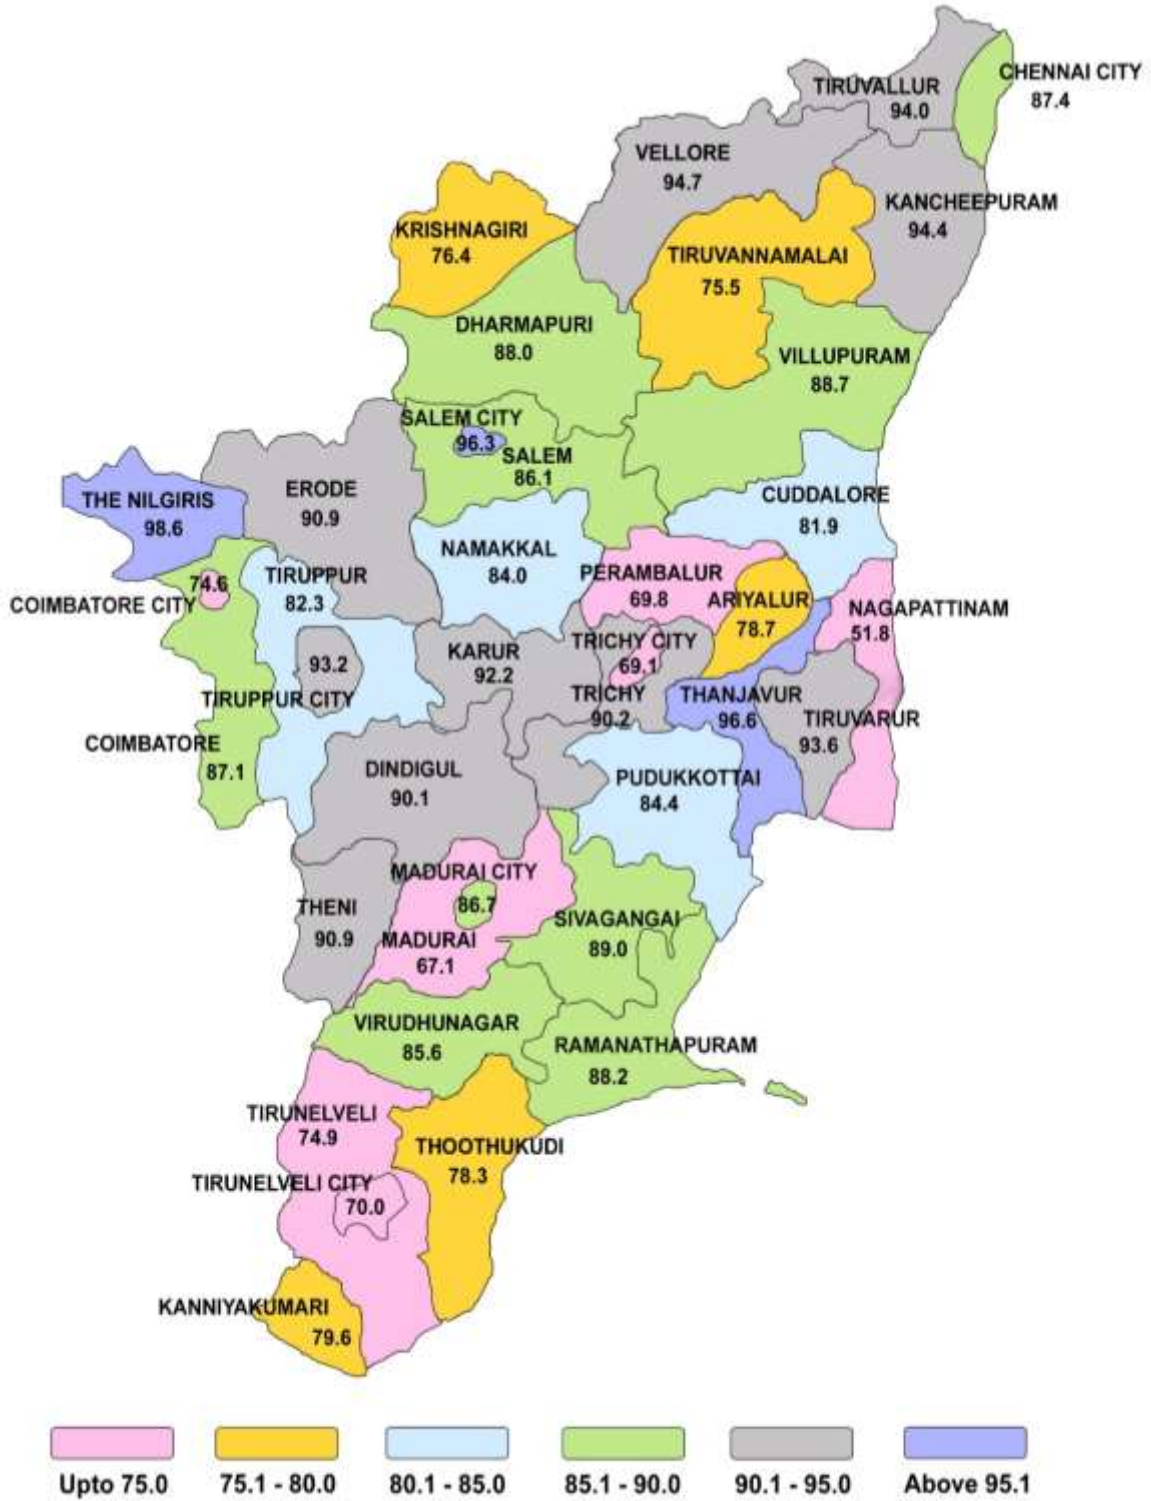 CHENNAI CITY
87.4
TIRUVALLUR
94.0
VELLORE
94.7
KANCHEEPURAM
94.4
KRISHNAGIRI
76.4
TIRUVANNAMALAI
75.5
DHARMAPURI
88.0
VILLUPURAM
88.7
SALEM CITY
96.3
SALEM
86.1
THE NILGIRIS
98.6
ERODE
90.9
CUDDALORE
81.9
NAMAKKAL
84.0
COIMBATORE CITY
74.6
TIRUPPUR
82.3
PERAMBALUR
69.8
ARIYALUR
78.7
NAGAPATTINAM
51.8
KARUR
92.2
TRICHY CITY
69.1
TRICHY
90.2
93.2
TIRUPPUR CITY
THANJAVUR
96.6
TIRUVARUR
93.6
COIMBATORE
87.1
DINDIGUL
90.1
PUDUKKOTTAI
84.4
MADURAI CITY
86.7
THENI
90.9
MADURAI
67.1
SIVAGANGAI
89.0
VIRUDHUNAGAR
85.6
RAMANATHAPURAM
88.2
TIRUNELVELI
74.9
THOOTHUKUDI
78.3
TIRUNELVELI CITY
70.0
KANNIYAKUMARI
79.6
Upto 75.0
75.1 - 80.0
80.1 - 85.0
85.1 - 90.0
90.1 - 95.0
Above 95.1